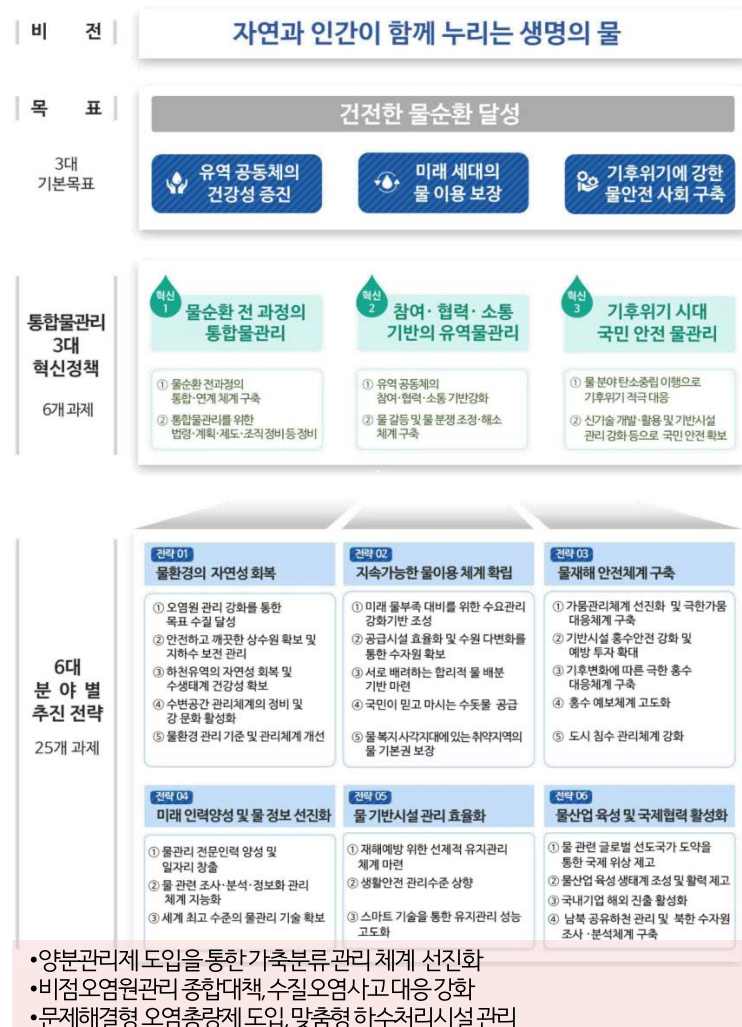 비 전
자연과 인간이 함께 누리는 생명의 물
목 표
건전한 물순환 달성
3대
기본목표
유역 공동체의
건강성 증진
미래 세대의
물 이용 보장
기후위기에 강한
물안전 사회 구축
통합물관리
3대
혁신정책
6개 과제
혁신
1
물순환 전 과정의
통합물관리
① 물순환 전과정의
통합·연계 체계 구축
② 통합물관리를 위한
법령·계획·제도·조직정비 등 정비
혁신
2
참여· 협력· 소통
기반의 유역물관리
① 유역 공동체의
참여·협력·소통 기반강화
② 물 갈등 및 물 분쟁 조정·해소
체계 구축
혁신
3
기후위기 시대
국민 안전 물관리
① 물 분야 탄소중립 이행으로
기후위기 적극 대응
② 신기술 개발·활용 및 기반시설
관리 강화 등으로 국민 안전 확보
6대
분 야 별
추진 전략
25개 과제
전략 01
물환경의 자연성 회복
① 오염원 관리 강화를 통한
목표 수질 달성
② 안전하고 깨끗한 상수원 확보 및
지하수 보전 관리
③ 하천유역의 자연성 회복 및
수생태계 건강성 확보
④ 수변공간 관리체계의 정비 및
강 문화 활성화
⑤ 물환경 관리 기준 및 관리체계 개선
전략 02
지속가능한 물이용 체계 확립
① 미래 물부족 대비를 위한 수요관리
강화기반 조성
② 공급시설 효율화 및 수원 다변화를
통한 수자원 확보
③ 서로 배려하는 합리적 물 배분
기반 마련
④ 국민이 믿고 마시는 수돗물 공급
⑤ 물 복지 사각지대에 있는 취약지역의
물 기본권 보장
전략 03
물재해 안전체계 구축
① 가뭄관리체계 선진화 및 극한가뭄
대응체계 구축
② 기반시설 홍수안전 강화 및
예방 투자 확대
③ 기후변화에 따른 극한 홍수
대응체계 구축
④ 홍수 예보체계 고도화
⑤ 도시 침수 관리체계 강화
전략 04
미래 인력양성 및 물 정보 선진화
① 물관리 전문인력 양성 및
일자리 창출
② 물 관련 조사·분석·정보화 관리
체계 지능화
③ 세계 최고 수준의 물관리 기술 확보
전략 05
물 기반시설 관리 효율화
① 재해예방 위한 선제적 유지관리
체계 마련
② 생활안전 관리수준 상향
③ 스마트 기술을 통한 유지관리 성능
고도화
전략 06
물산업 육성 및 국제협력 활성화
① 물 관련 글로벌 선도국가 도약을
통한 국제 위상 제고
② 물산업 육성 생태계 조성 및 활력 제고
③ 국내기업 해외 진출 활성화
④ 남북 공유하천 관리 및 북한 수자원
조사 ·분석체계 구축
•양분관리제 도입을 통한 가축분류 관리 체계 선진화
•비점오염원관리 종합대책, 수질오염사고 대응 강화
•문제해결형 오염총량제 도입, 맞춤형 하수처리시설 관리